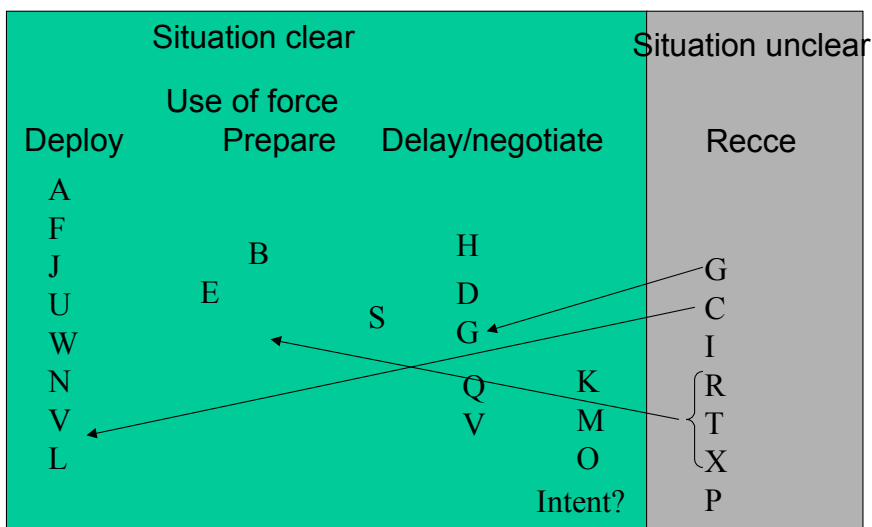 Situation clear
Situation unclear
Use of force
Deploy
Prepare
Delay/negotiate
Recce
A
F
J
U
W
N
V
L
B
E
S
H
D
G
Q
V
K
M
O
Intent?
G
C
I
R
T
X
P